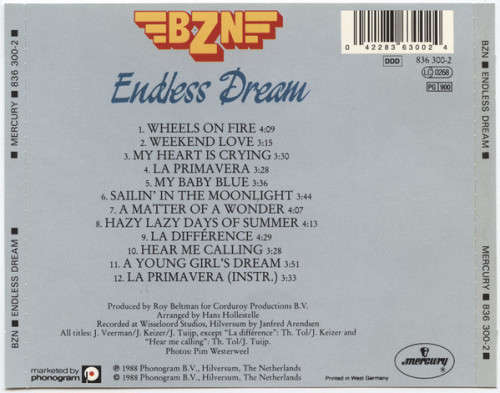 BZN
0 42283 63002 4
DDD 836 300-2
LC 0268
PG 900
Endless Dream
1. WHEELS ON FIRE 4:09
2. WEEKEND LOVE 3:15
3. MY HEART IS CRYING 3:30
4. LA PRIMAVERA 3:28
5. MY BABY BLUE 3:36
6. SAILIN' IN THE MOONLIGHT 3:44
7. A MATTER OF A WONDER 4:07
8. HAZY LAZY DAYS OF SUMMER 4:13
9. LA DIFFÉRENCE 4:29
10. HEAR ME CALLING 3:28
11. A YOUNG GIRL'S DREAM 3:51
12. LA PRIMAVERA (INSTR.) 3:33
Produced by Roy Beltman for Corduroy Productions B.V.
Arranged by Hans Hollestelle
Recorded at Wisseloord Studios, Hilversum by Janfred Arendsen
All titles: J. Veerman/J. Keizer/J. Tuijp, except "La différence": Th. Tol/J. Keizer and
"Hear me calling": Th. Tol/J. Tuijp.
Photos: Pim Westerweel
marketed by
phonogram
℗ 1988 Phonogram B.V., Hilversum, The Netherlands
© 1988 Phonogram B.V., Hilversum, The Netherlands
mercury
Printed in West Germany
BZN ■ ENDLESS DREAM ■ MERCURY ■ 836 300-2 ■
BZN ■ ENDLESS DREAM ■ MERCURY ■ 836 300-2 ■